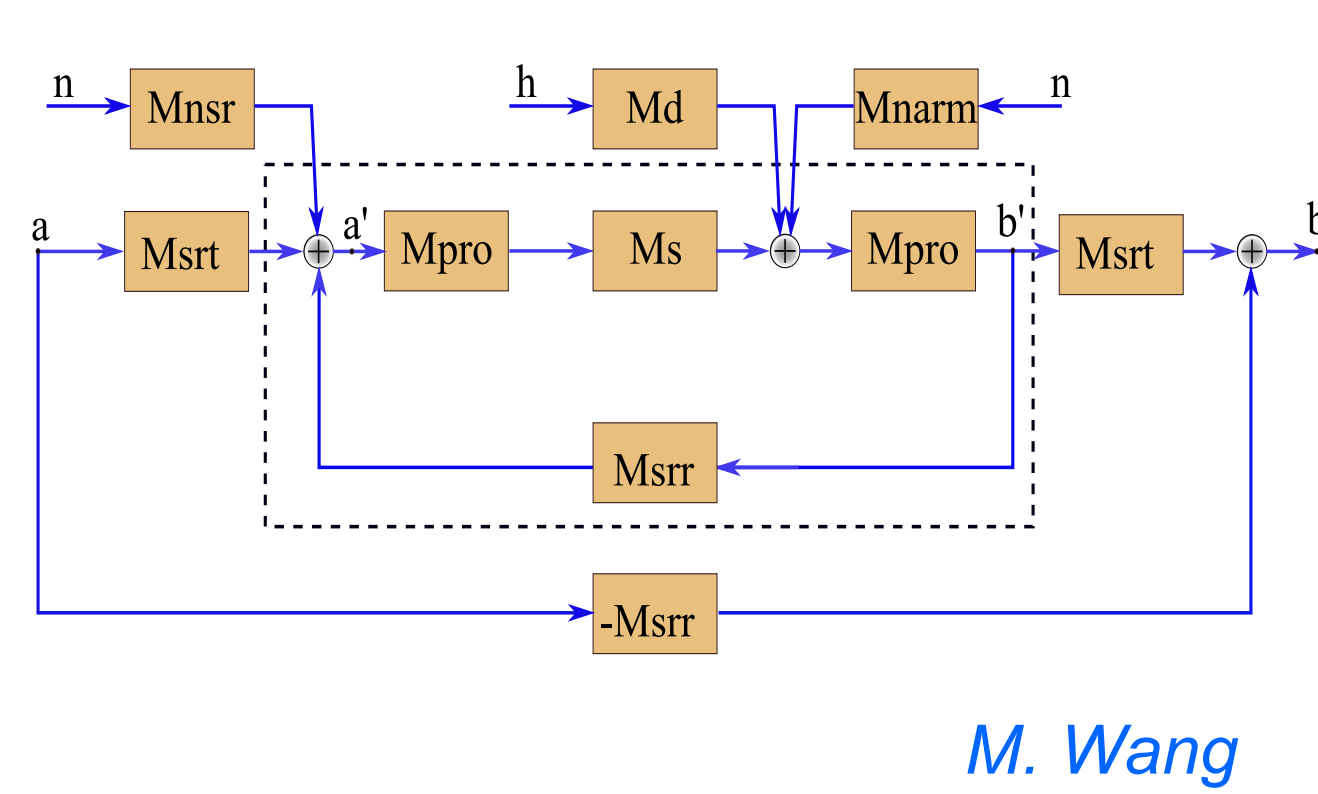 n
h
n
Mnsr
Md
Mnarm
a
Msrt
a'
Mpro
Ms
Mpro
b'
Msrt
b
Msrr
-Msrr
M. Wang